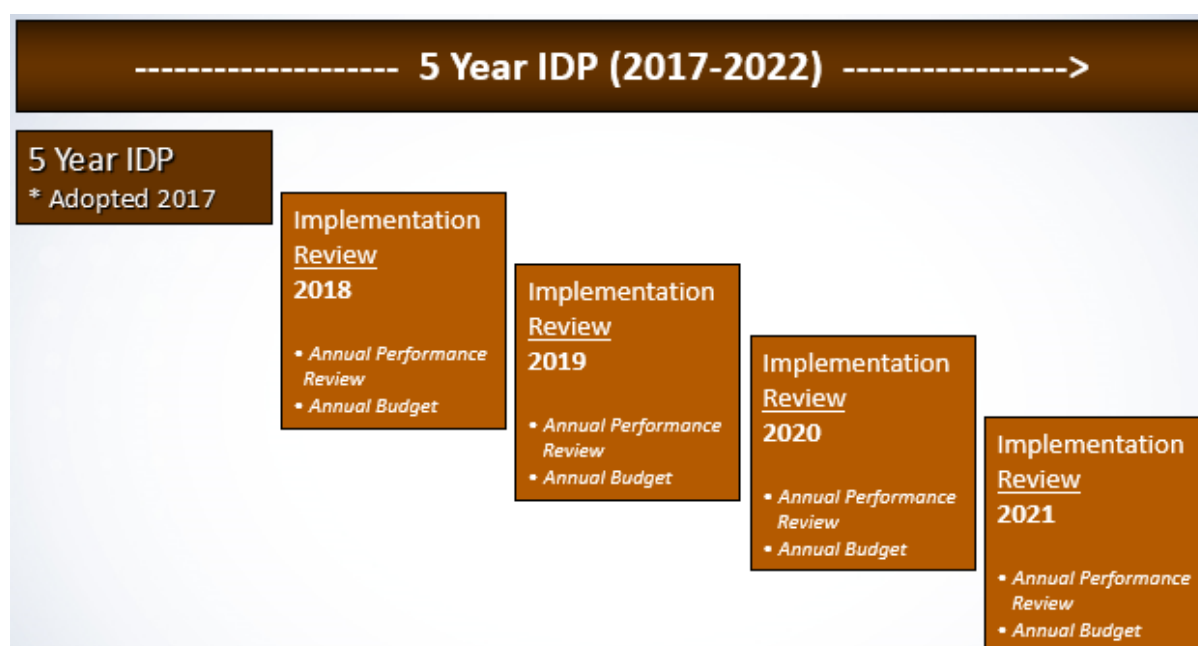 -------------------- 5 Year IDP (2017-2022) ----------------->
5 Year IDP
* Adopted 2017
Implementation
Review
2018
• Annual Performance
Review
• Annual Budget
Implementation
Review
2019
• Annual Performance
Review
• Annual Budget
Implementation
Review
2020
• Annual Performance
Review
• Annual Budget
Implementation
Review
2021
• Annual Performance
Review
• Annual Budget